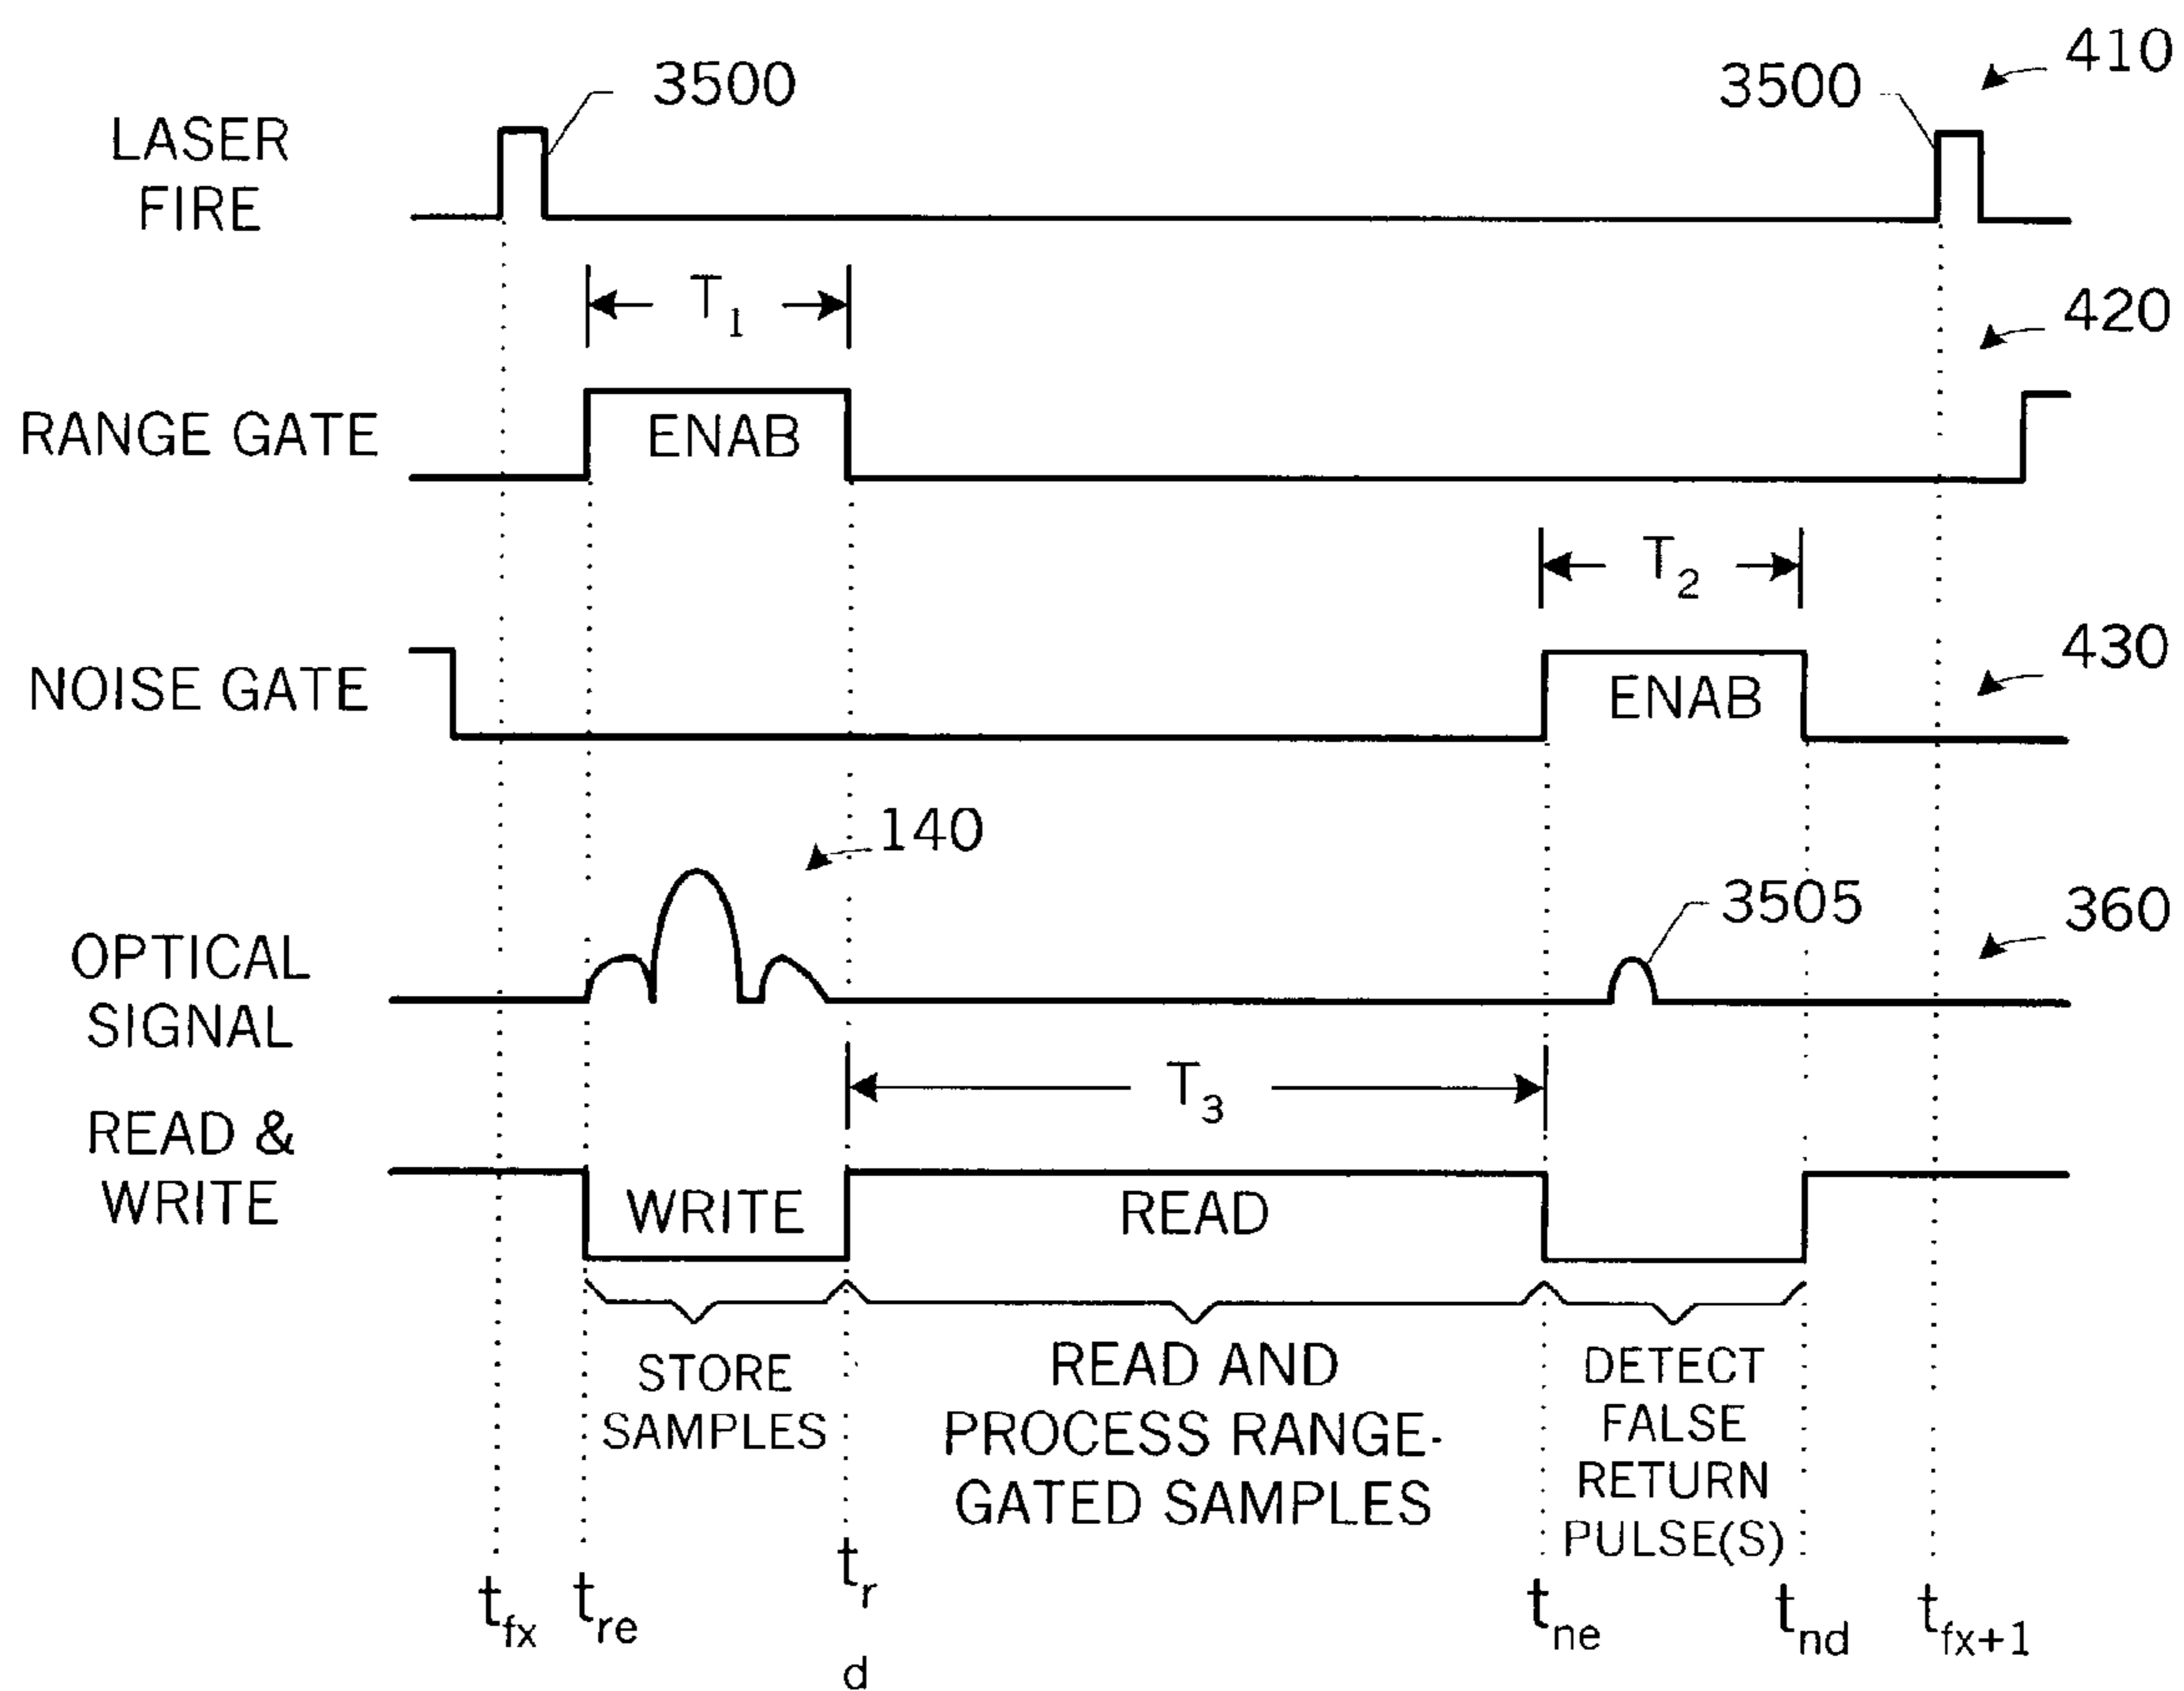 410
3500
3500
LASER
FIRE
T1
420
RANGE GATE
ENAB
T2
430
NOISE GATE
ENAB
140
3505
360
OPTICAL
SIGNAL
T3
READ &
WRITE
WRITE
READ
STORE
SAMPLES
READ AND
PROCESS RANGE-
GATED SAMPLES
DETECT
FALSE
RETURN
PULSE(S)
tfx
tre
tr
d
tne
tnd
tfx+1